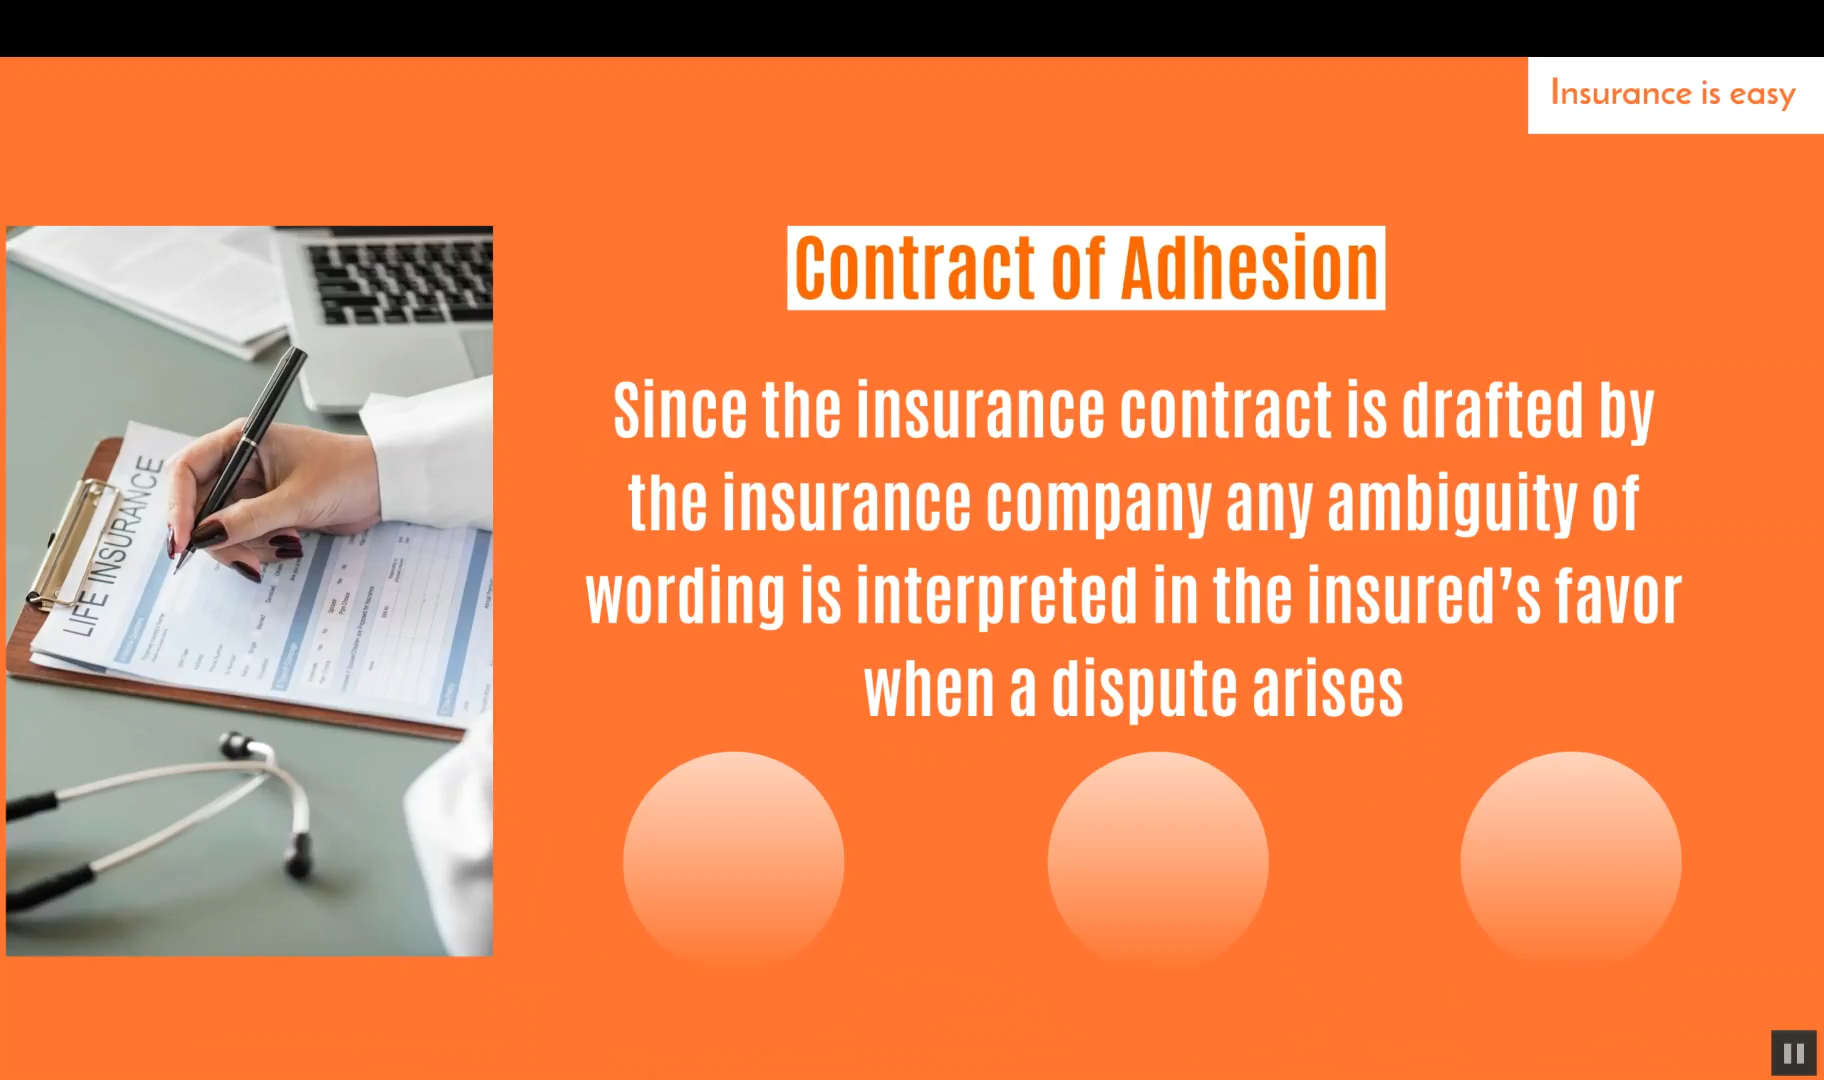 Insurance is easy
Contract of Adhesion
Since the insurance contract is drafted by
the insurance company any ambiguity of
wording is interpreted in the insured’s favor
when a dispute arises
LIFE INSURANCE